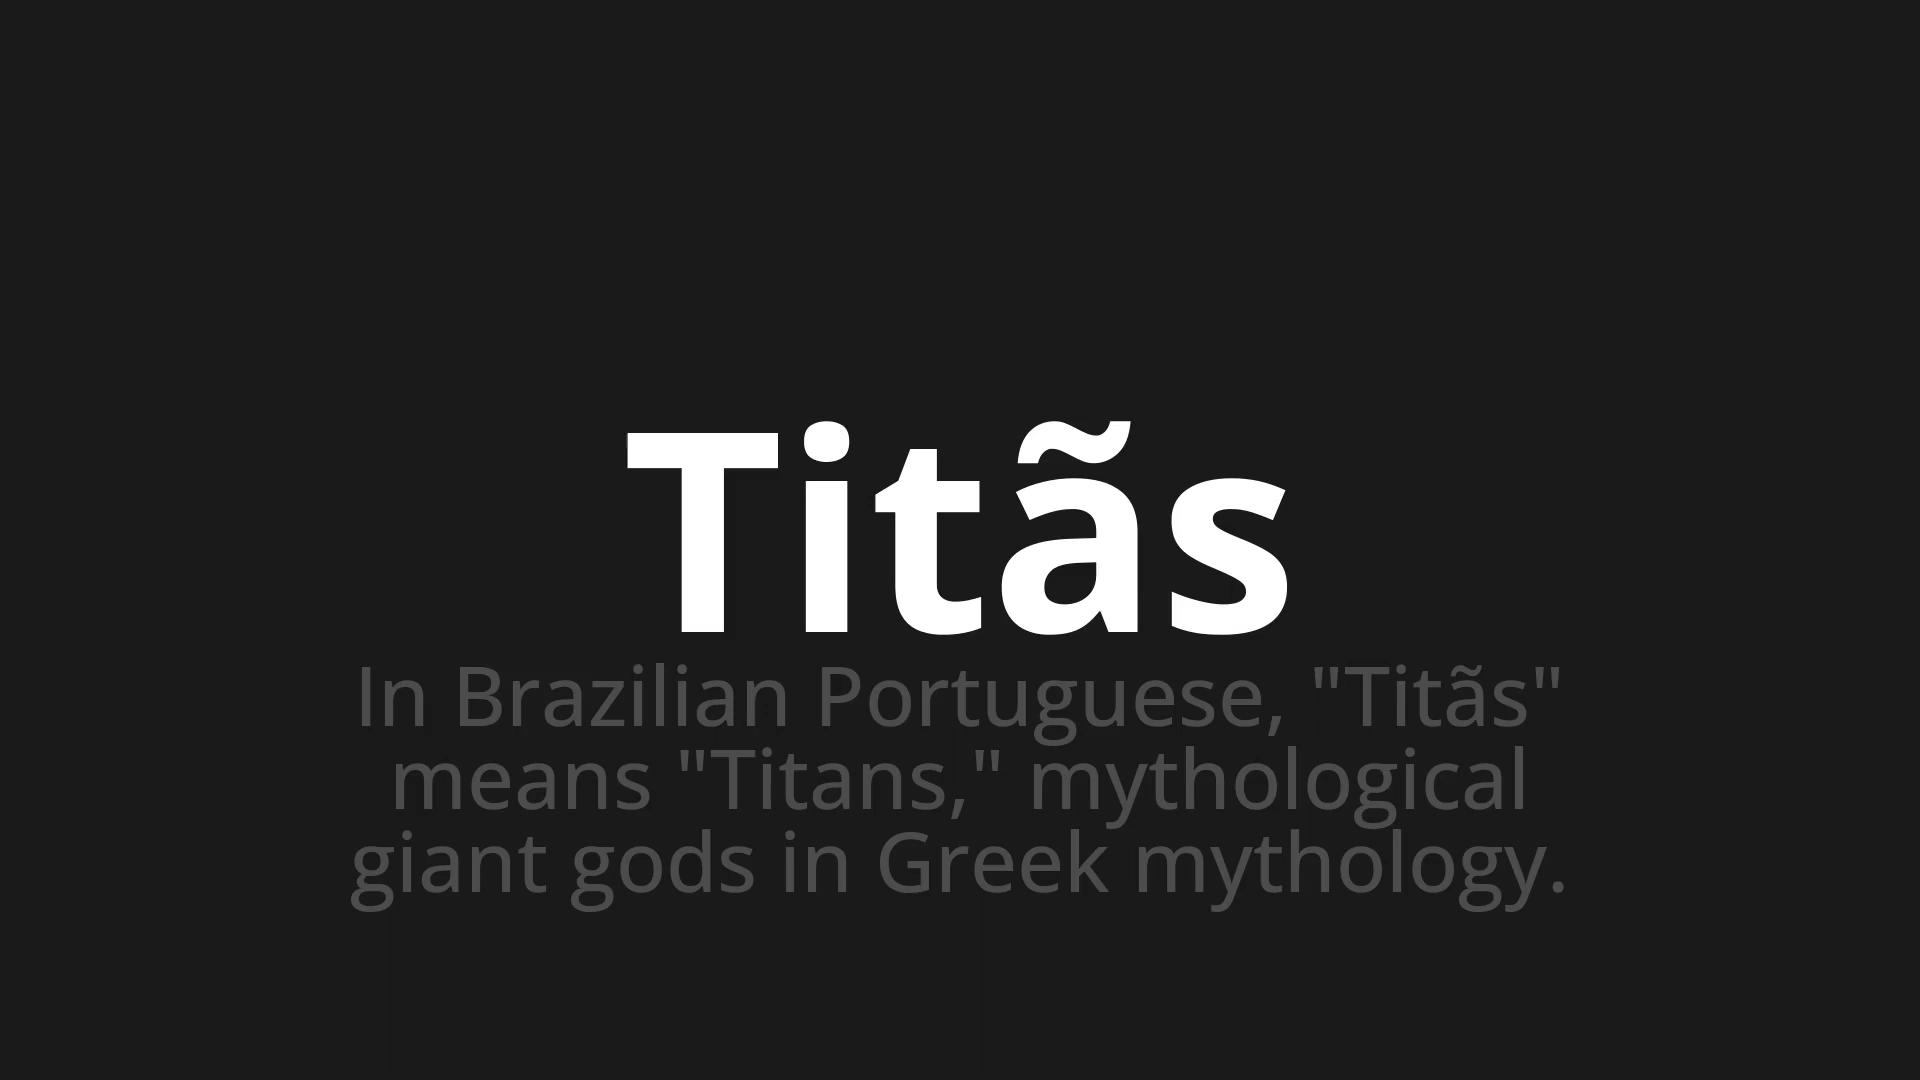 Titãs
In Brazilian Portuguese, "Titãs"
means "Titans," mythological
giant gods in Greek mythology.